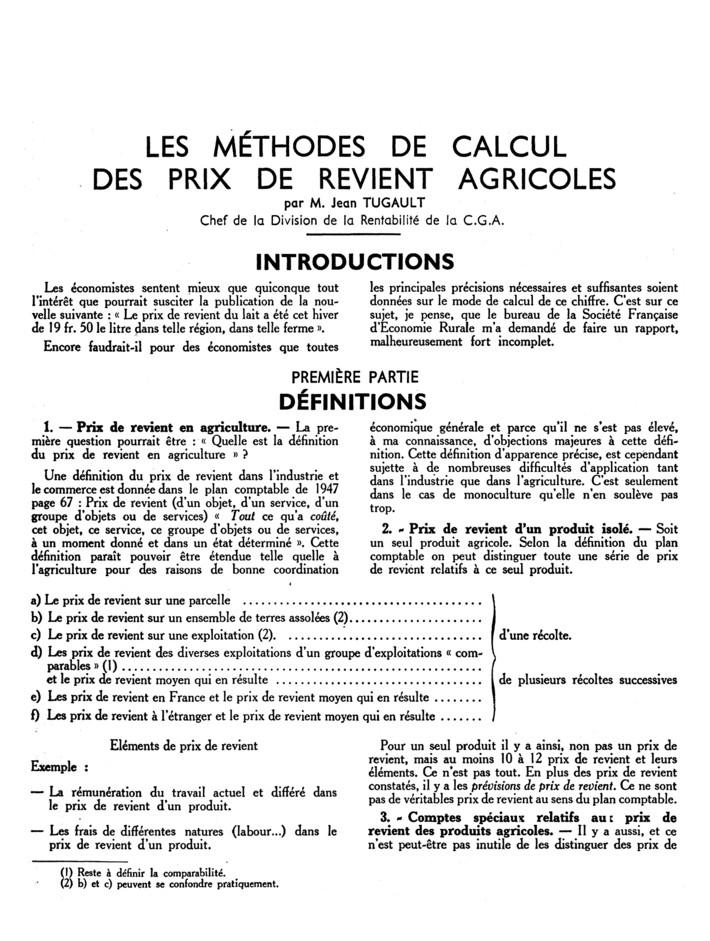 LES MÉTHODES DE CALCUL
DES PRIX DE REVIENT AGRICOLES
par M. Jean TUGAULT
Chef de la Division de la Rentabilité de la C.G.A.
INTRODUCTIONS
Les économistes sentent mieux que quiconque tout
l'intérêt que pourrait susciter la publication de la nou-
velle suivante : « Le prix de revient du lait a été cet hiver
de 19 fr. 50 le litre dans telle région, dans telle ferme ».
Encore faudrait-il pour des économistes que toutes
les principales précisions nécessaires et suffisantes soient
données sur le mode de calcul de ce chiffre. C'est sur ce
sujet, je pense, que le bureau de la Société Française
d'Economie Rurale m'a demandé de faire un rapport,
malheureusement fort incomplet.
PREMIÈRE PARTIE
DÉFINITIONS
1. — Prix de revient en agriculture. — La pre-
mière question pourrait être : « Quelle est la définition
du prix de revient en agriculture » ?
Une définition du prix de revient dans l'industrie et
le commerce est donnée dans le plan comptable de 1947
page 67 : Prix de revient (d'un objet, d'un service, d'un
groupe d'objets ou de services) « Tout ce qu'a coûté,
cet objet, ce service, ce groupe d'objets ou de services,
à un moment donné et dans un état déterminé ». Cette
définition paraît pouvoir être étendue telle quelle à
l'agriculture pour des raisons de bonne coordination
économique générale et parce qu'il ne s'est pas élevé,
à ma connaissance, d'objections majeures à cette défi-
nition. Cette définition d'apparence précise, est cependant
sujette à de nombreuses difficultés d'application tant
dans l'industrie que dans l'agriculture. C'est seulement
dans le cas de monoculture qu'elle n'en soulève pas
trop.
2. - Prix de revient d'un produit isolé. — Soit
un seul produit agricole. Selon la définition du plan
comptable on peut distinguer toute une série de prix
de revient relatifs à ce seul produit.
a) Le prix de revient sur une parcelle ......................................
b) Le prix de revient sur un ensemble de terres assolées (2)......................
c) Le prix de revient sur une exploitation (2). ................................
d) Les prix de revient des diverses exploitations d'un groupe d'exploitations « com-
parables » (1) ..........................................................
et le prix de revient moyen qui en résulte .................................
e) Les prix de revient en France et le prix de revient moyen qui en résulte ........
f) Les prix de revient à l'étranger et le prix de revient moyen qui en résulte .......
d'une récolte.
de plusieurs récoltes successives
Eléments de prix de revient
Exemple :
— La rémunération du travail actuel et différé dans
le prix de revient d'un produit.
— Les frais de différentes natures (labour...) dans le
prix de revient d'un produit.
Pour un seul produit il y a ainsi, non pas un prix de
revient, mais au moins 10 à 12 prix de revient et leurs
éléments. Ce n'est pas tout. En plus des prix de revient
constatés, il y a les prévisions de prix de revient. Ce ne sont
pas de véritables prix de revient au sens du plan comptable.
3. - Comptes spéciaux relatifs aux prix de
revient des produits agricoles. — Il y a aussi, et ce
n'est peut-être pas inutile de les distinguer des prix de
(1) Reste à définir la comparabilité.
(2) b) et c) peuvent se confondre pratiquement.